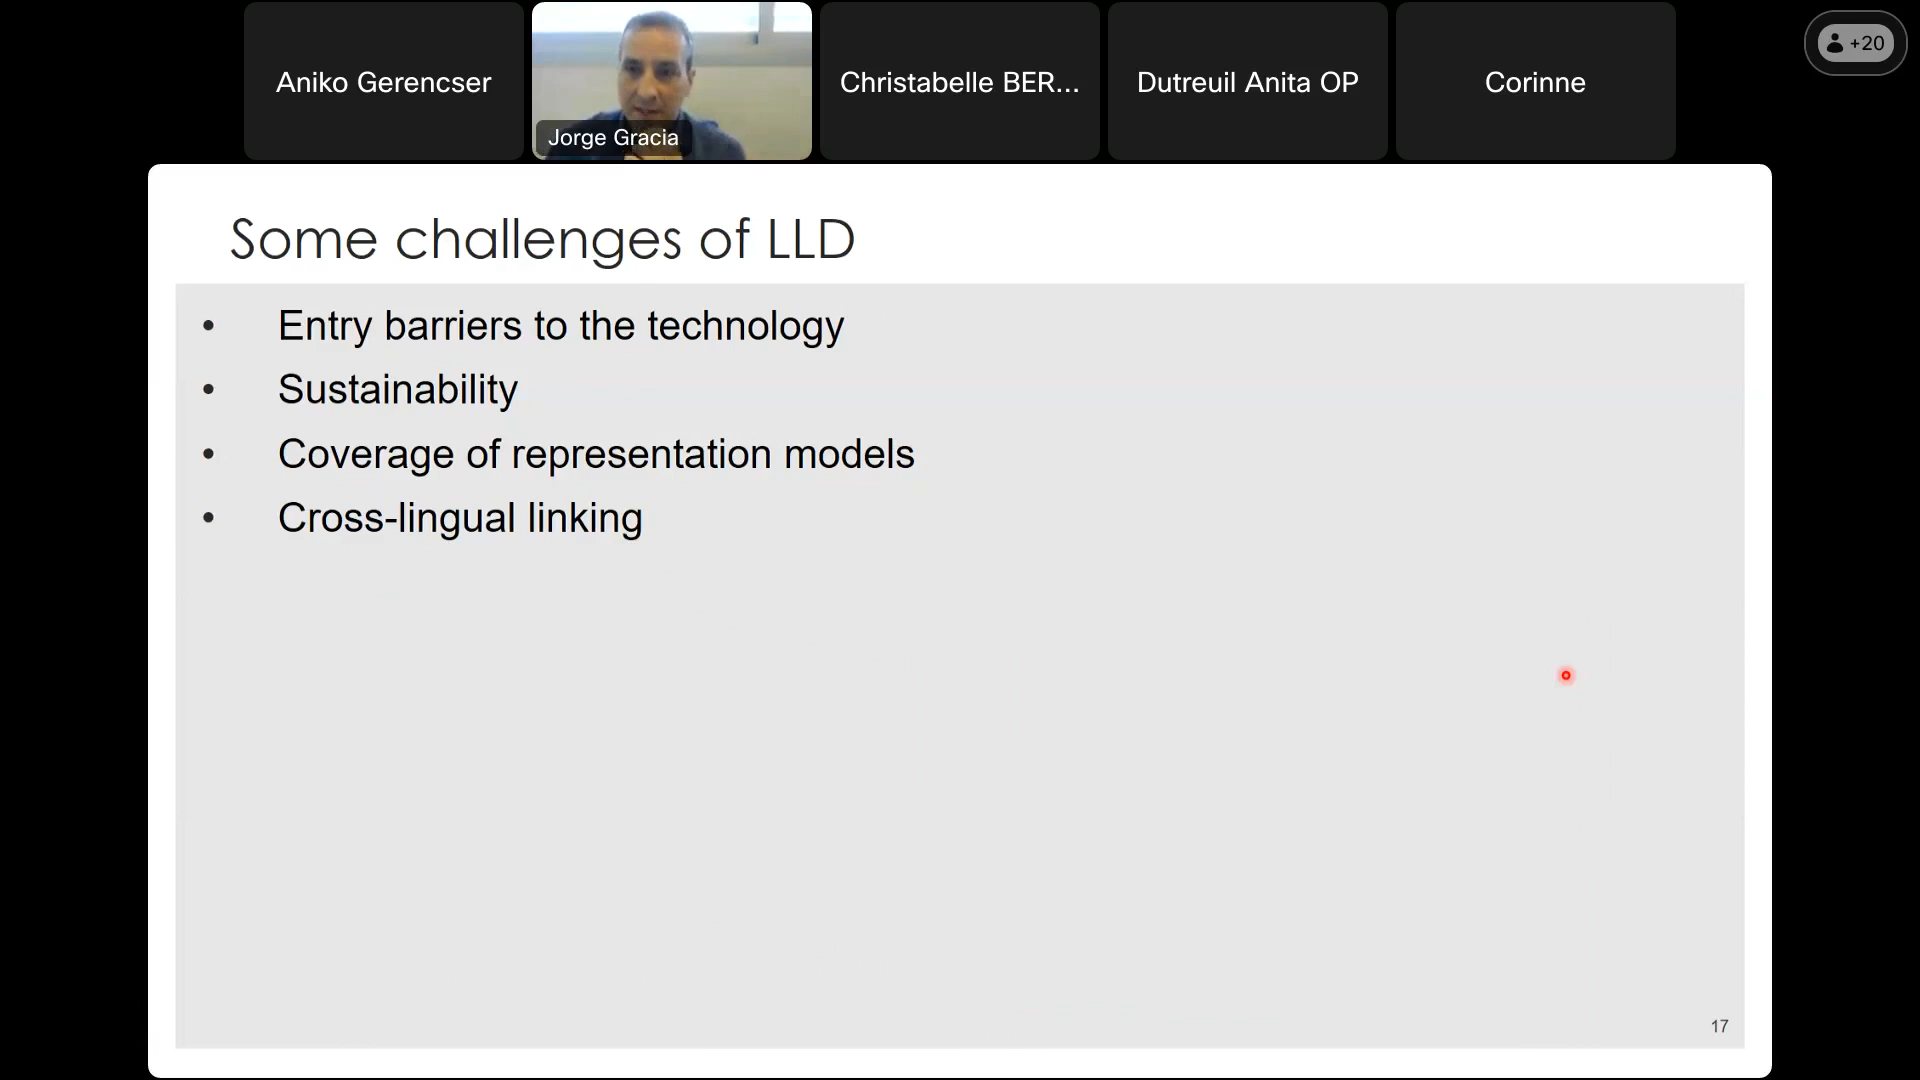 Aniko Gerencser
Jorge Gracia
Christabelle BER...
Dutreuil Anita OP
Corinne
+20
Some challenges of LLD
• Entry barriers to the technology
• Sustainability
• Coverage of representation models
• Cross-lingual linking
17